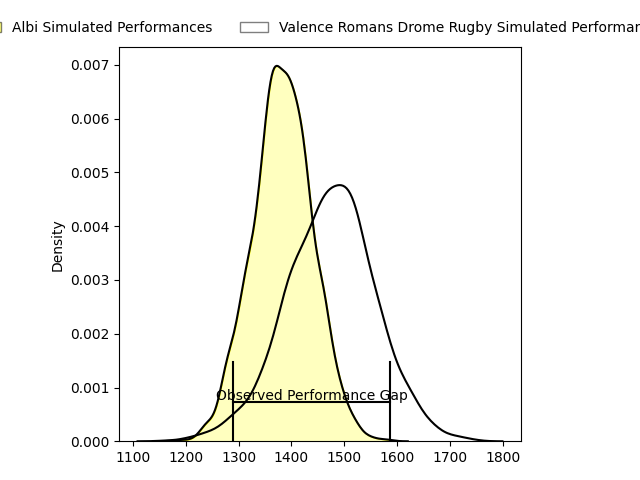 Albi Simulated Performances
Valence Romans Drome Rugby Simulated Performan
0.007
0.006
0.005
0.004
0.003
0.002
0.001
0.000
Density
Observed Performance Gap
1100 1200 1300 1400 1500 1600 1700 1800